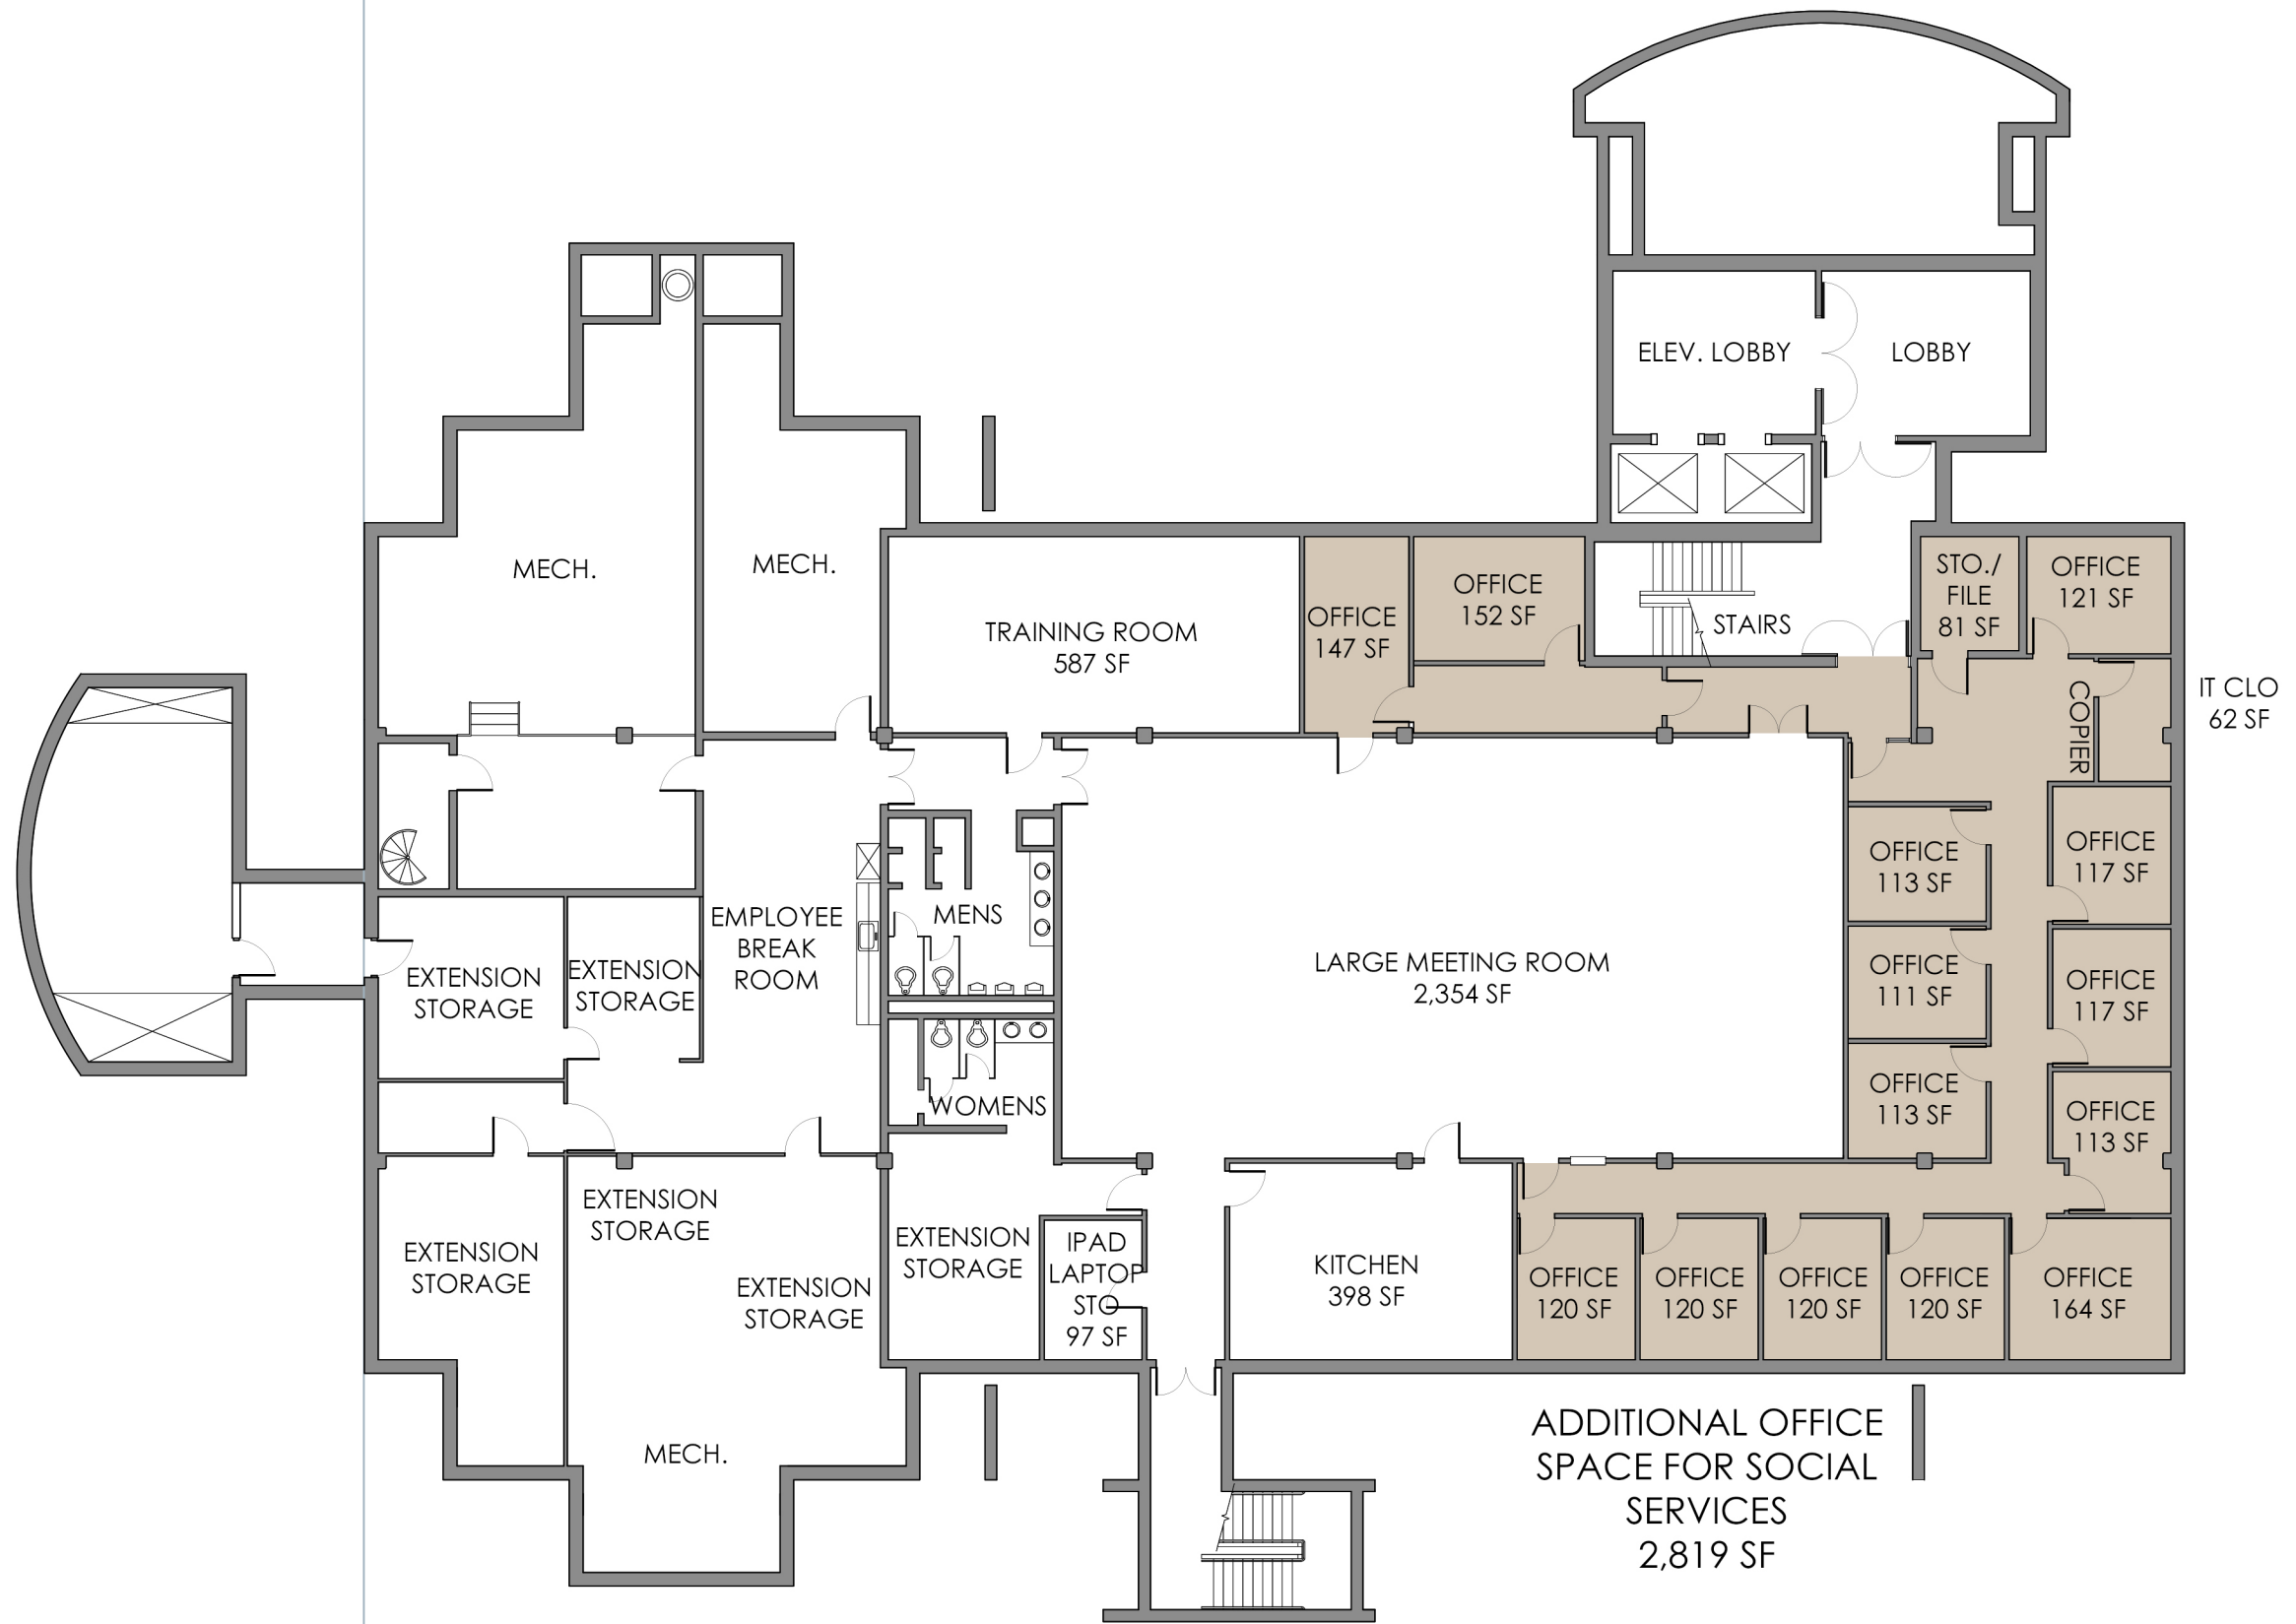 ELEV. LOBBY
LOBBY
MECH.
MECH.
TRAINING ROOM
587 SF
OFFICE
147 SF
OFFICE
152 SF
STAIRS
STO./
FILE
81 SF
OFFICE
121 SF
COPIER
IT CLO
62 SF
EMPLOYEE
BREAK
ROOM
MENS
LARGE MEETING ROOM
2,354 SF
OFFICE
113 SF
OFFICE
117 SF
EXTENSION
STORAGE
EXTENSION
STORAGE
OFFICE
111 SF
OFFICE
117 SF
WOMENS
OFFICE
113 SF
OFFICE
113 SF
EXTENSION
STORAGE
EXTENSION
STORAGE
EXTENSION
STORAGE
EXTENSION
STORAGE
IPAD
LAPTOP
STO
97 SF
KITCHEN
398 SF
OFFICE
120 SF
OFFICE
120 SF
OFFICE
120 SF
OFFICE
120 SF
OFFICE
164 SF
MECH.
ADDITIONAL OFFICE
SPACE FOR SOCIAL
SERVICES
2,819 SF